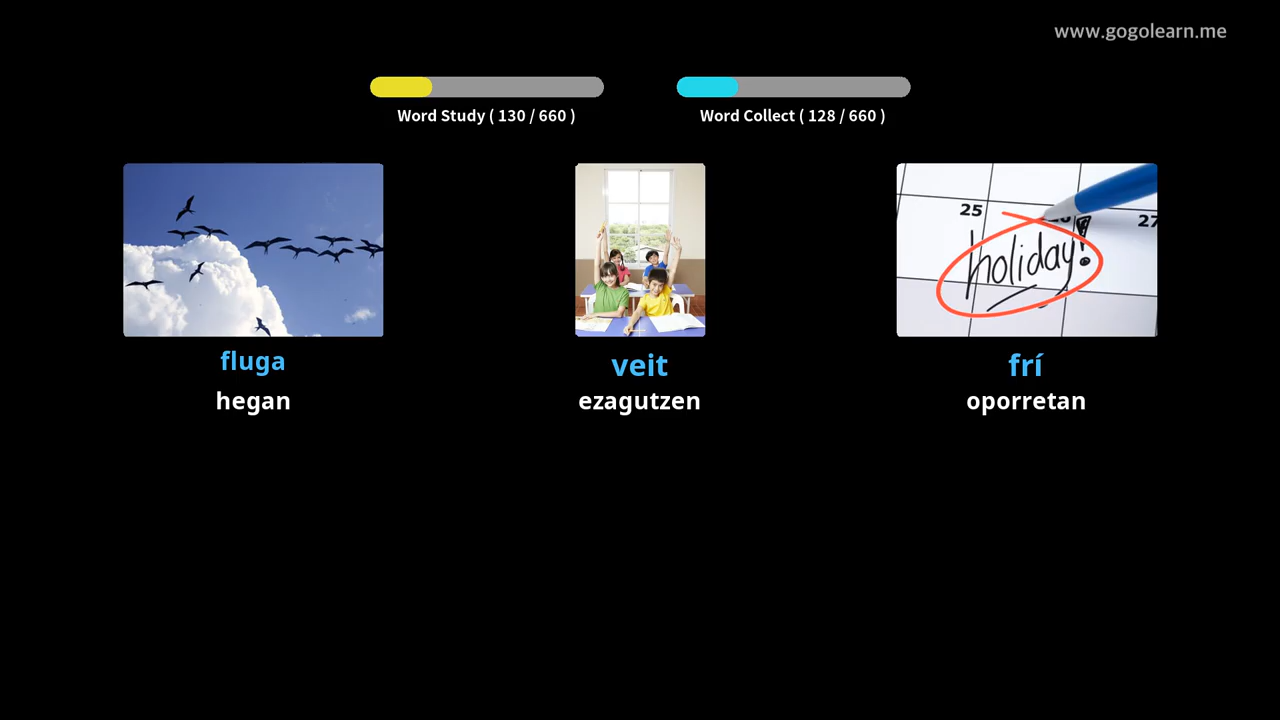 www.gogolearn.me
Word Study ( 130 / 660 )
Word Collect ( 128 / 660 )
25
27
holiday!
fluga
veit
frí
hegan
ezagutzen
oporretan